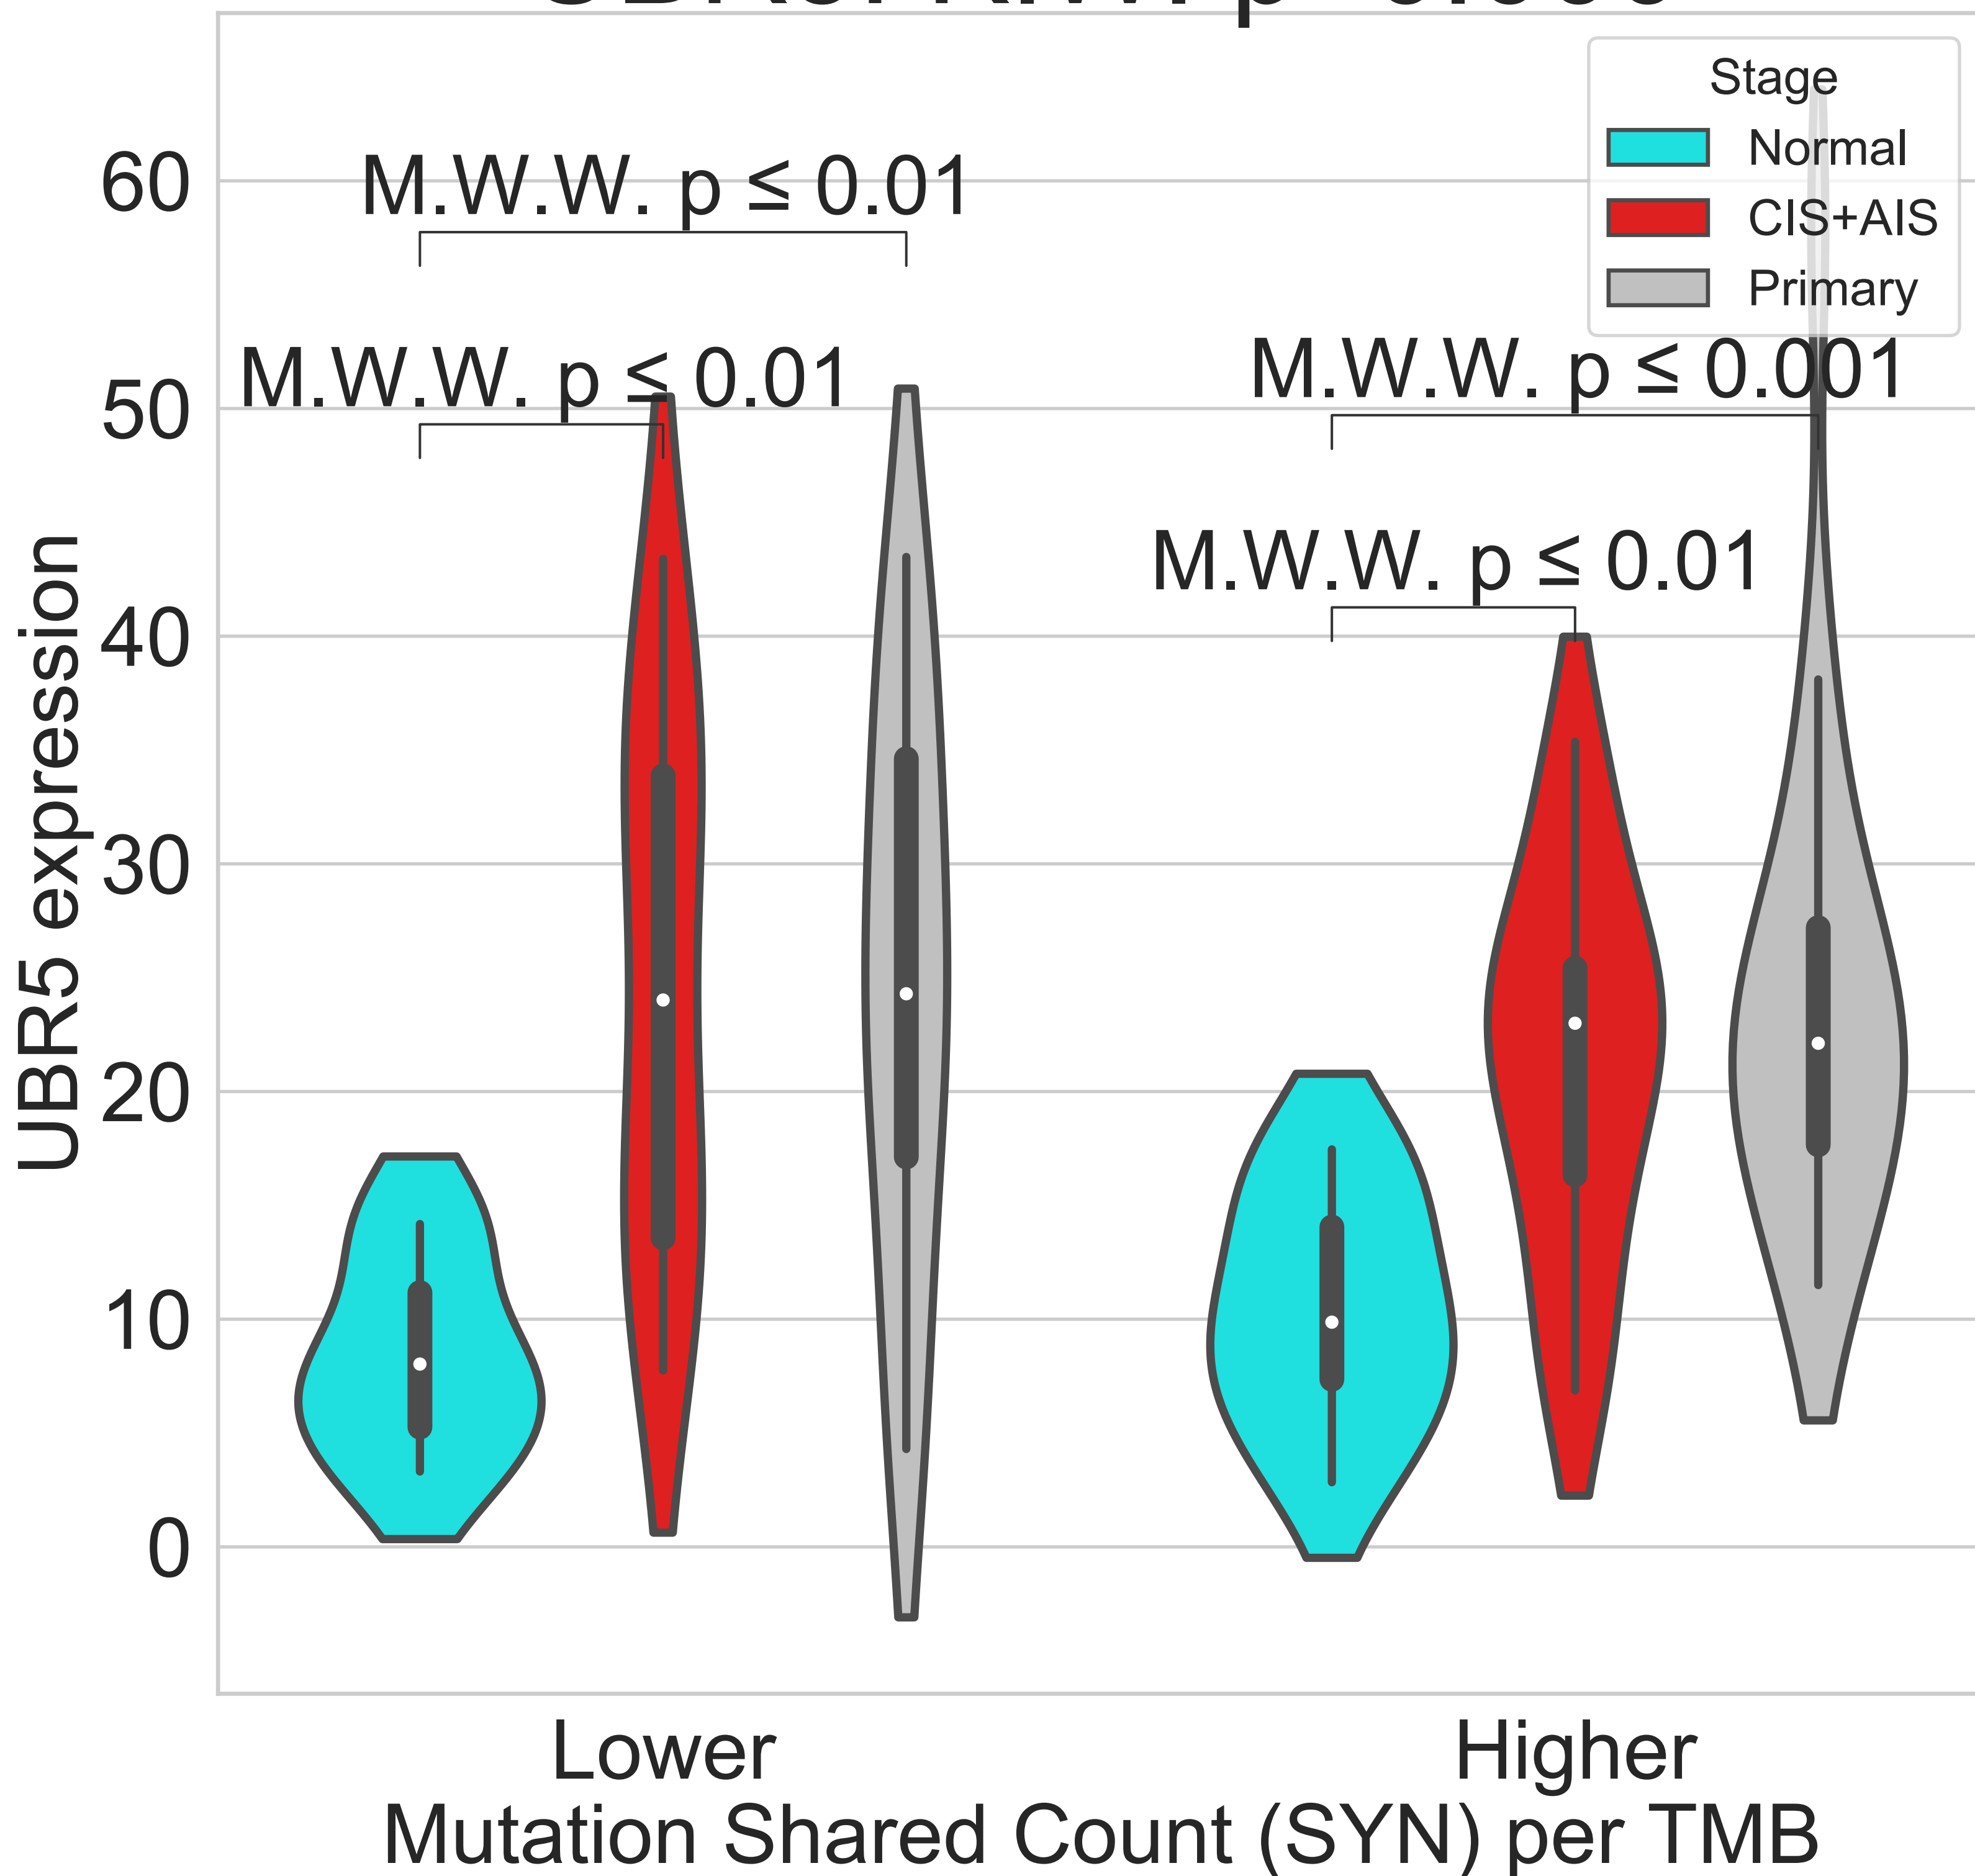 Stage
Normal
CIS+AIS
Primary
M.W.W. p ≤ 0.01
M.W.W. p ≤ 0.01
M.W.W. p ≤ 0.001
M.W.W. p ≤ 0.01
60
50
40
30
20
10
0
UBR5 expression
Lower
Higher
Mutation Shared Count (SYN) per TMB